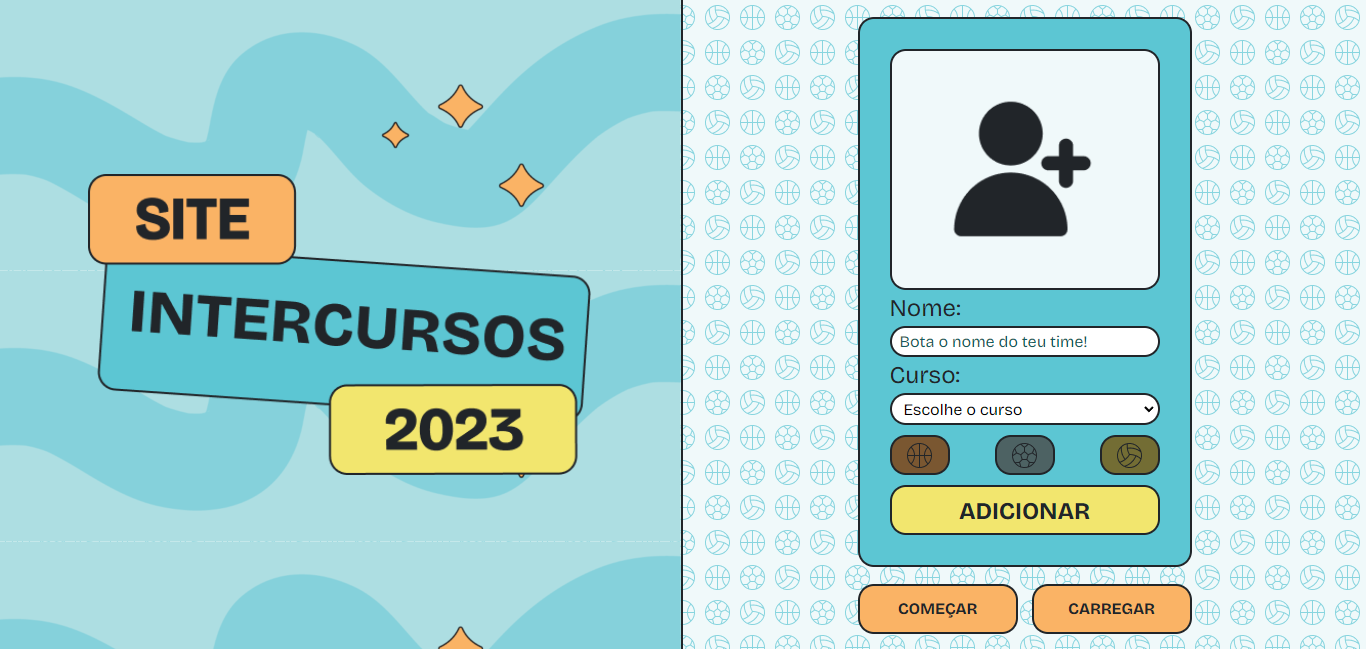 SITE
INTERCURSOS
2023
Nome:
Bota o nome do teu time!
Curso:
Escolhe o curso
ADICIONAR
COMEÇAR
CARREGAR